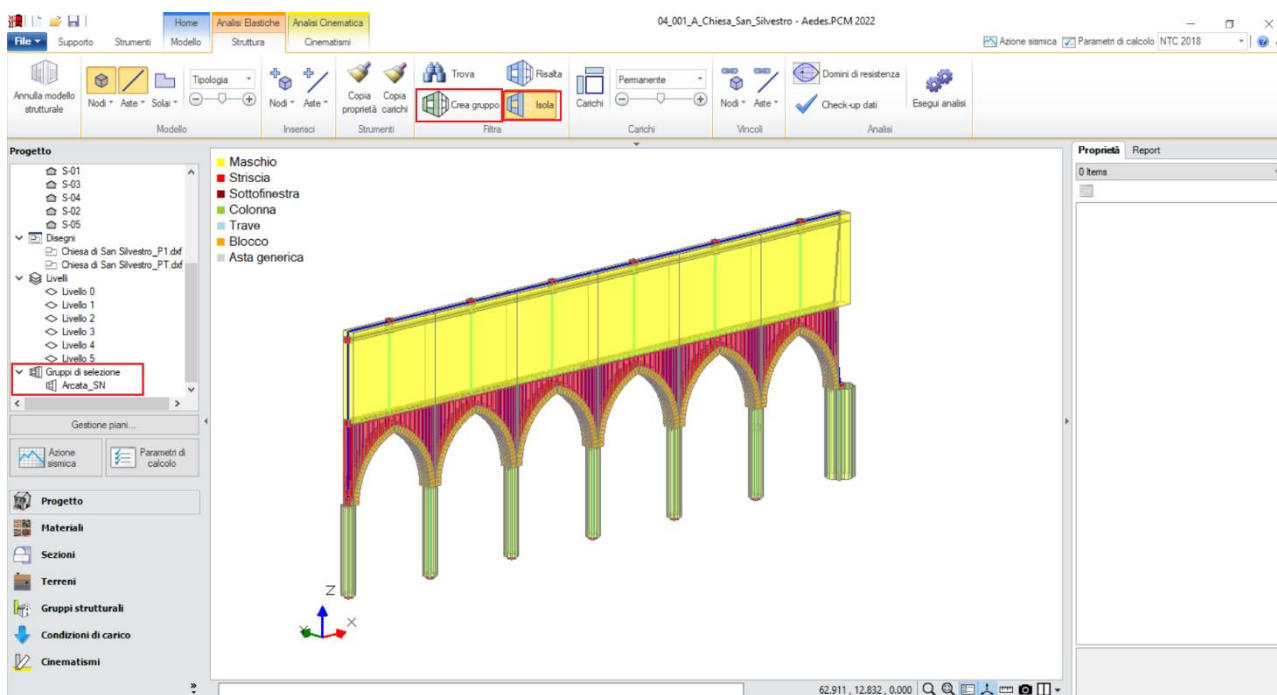 04_001_A_Chiesa_San_Silvestro - Aedes.PCM 2022
Home Analisi Elastiche Analisi Cinematica
File Supporto Strumenti Modello Struttura Cinematismi
Azione sismica Parametri di calcolo NTC 2018
Annulla modello strutturale
Nodi Aste Solai
Tipologia
Modello
Nodi Aste
Inserisci
Copia proprietà
Copia carichi
Strumenti
Trova
Risalta
Crea gruppo
Isola
Filtra
Carichi
Permanente
Carichi
Nodi Aste
Vincoli
Domini di resistenza
Check-up dati
Esegui analisi
Analisi
Progetto
S-01
S-03
S-04
S-02
S-05
Disegni
Chiesa di San Silvestro_P1.dxf
Chiesa di San Silvestro_PT.dxf
Livelli
Livello 0
Livello 1
Livello 2
Livello 3
Livello 4
Livello 5
Gruppi di selezione
Arcata_SN
Gestione piani...
Azione sismica
Parametri di calcolo
Progetto
Materiali
Sezioni
Terreni
Gruppi strutturali
Condizioni di carico
Cinematismi
Maschio
Striscia
Sottofinestra
Colonna
Trave
Blocco
Asta generica
Z
Y
X
Proprietà Report
0 Items
62.911 , 12.832 , 0.000